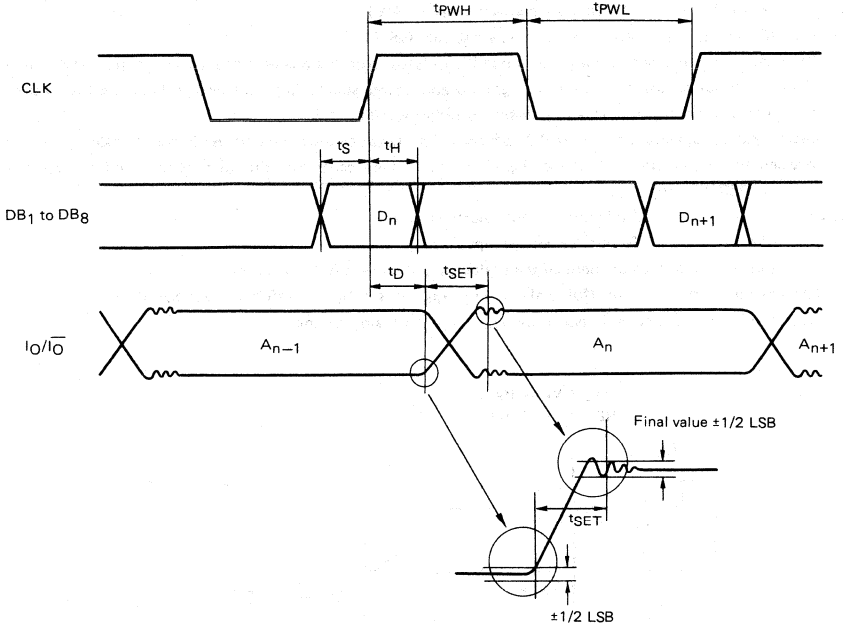 tPWH
tPWL
CLK
tS
tH
DB1 to DB8
Dn
Dn+1
tD
tSET
IO/I̅O̅
An−1
An
An+1
Final value ±1/2 LSB
tSET
±1/2 LSB